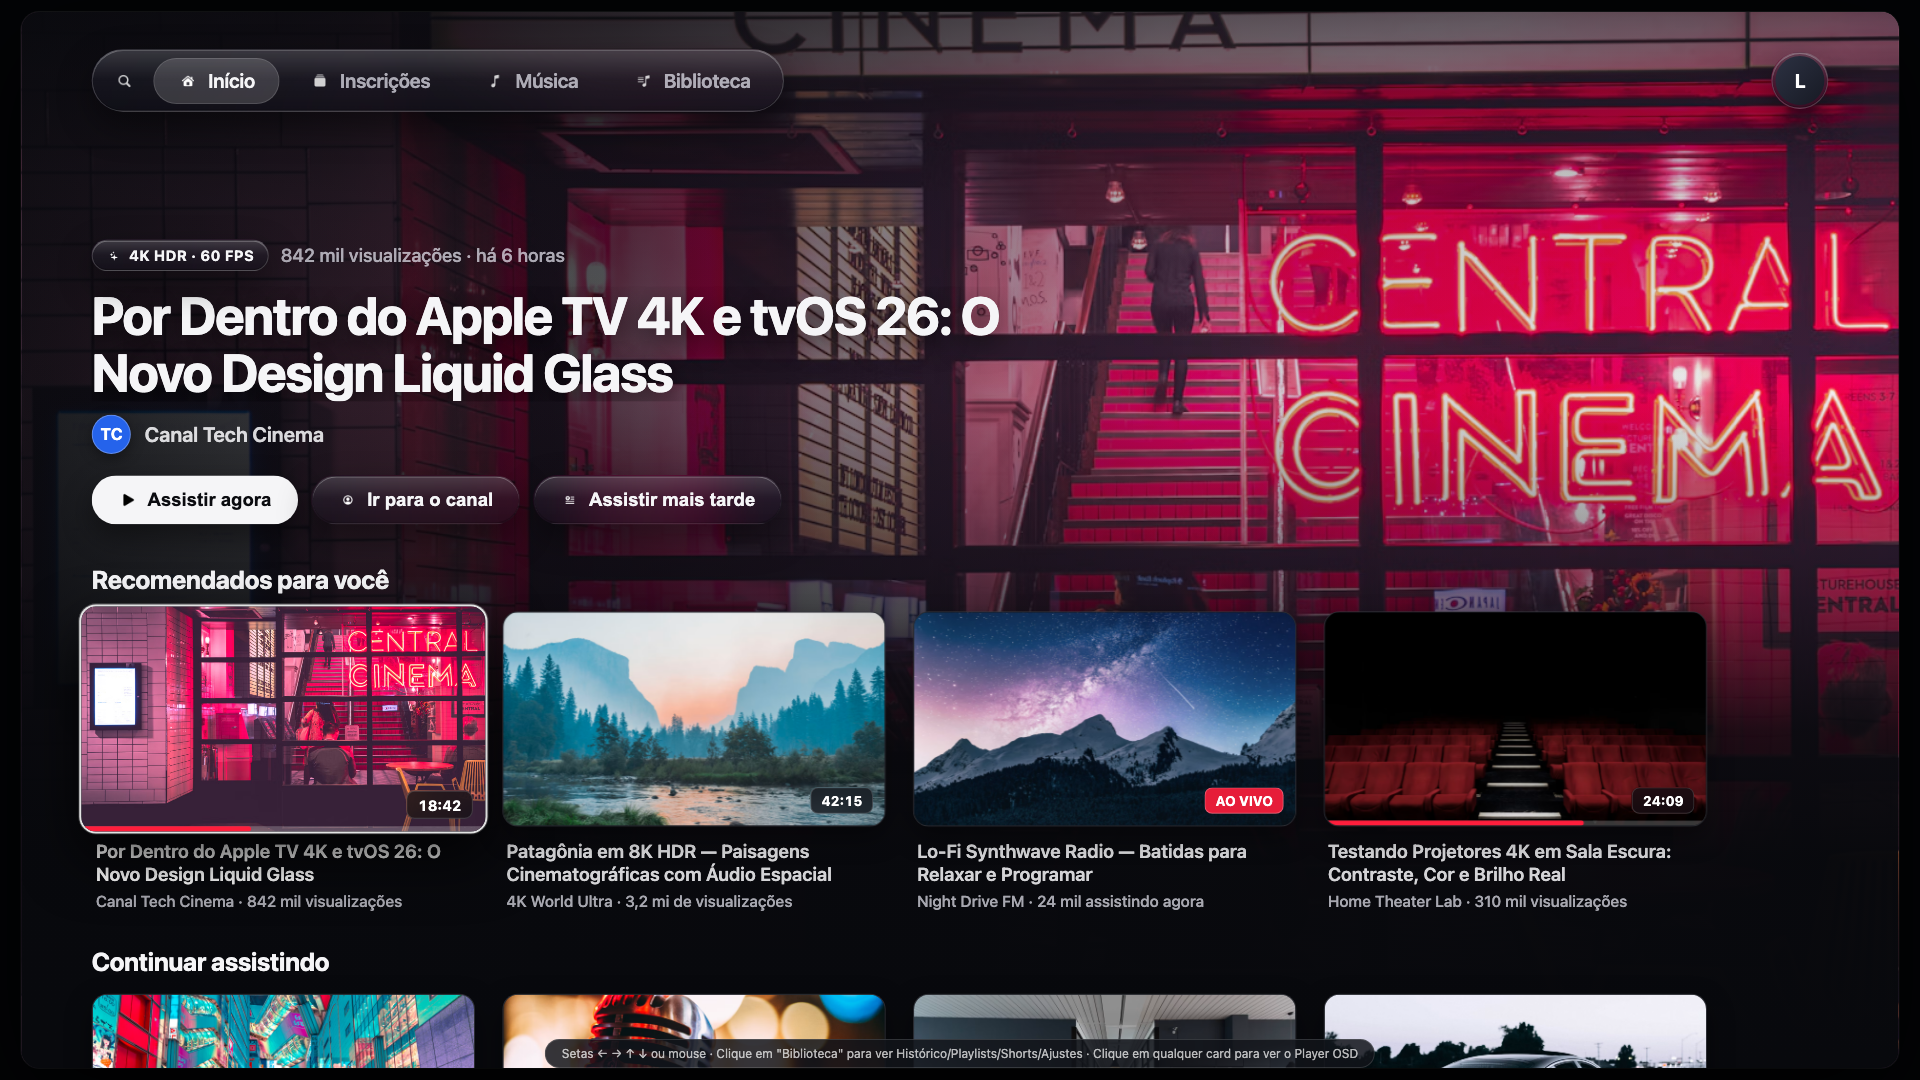 CINEMA
Início
Inscrições
Música
Biblioteca
L
4K HDR · 60 FPS
842 mil visualizações · há 6 horas
Por Dentro do Apple TV 4K e tvOS 26: O
Novo Design Liquid Glass
TC
Canal Tech Cinema
CENTRAL
CINEMA
Assistir agora
Ir para o canal
Assistir mais tarde
Recomendados para você
CENTRAL
CINEMA
18:42
42:15
AO VIVO
24:09
Por Dentro do Apple TV 4K e tvOS 26: O
Novo Design Liquid Glass
Canal Tech Cinema · 842 mil visualizações
Patagônia em 8K HDR — Paisagens
Cinematográficas com Áudio Espacial
4K World Ultra · 3,2 mi de visualizações
Lo-Fi Synthwave Radio — Batidas para
Relaxar e Programar
Night Drive FM · 24 mil assistindo agora
Testando Projetores 4K em Sala Escura:
Contraste, Cor e Brilho Real
Home Theater Lab · 310 mil visualizações
Continuar assistindo
Setas ← → ↑ ↓ ou mouse · Clique em "Biblioteca" para ver Histórico/Playlists/Shorts/Ajustes · Clique em qualquer card para ver o Player OSD